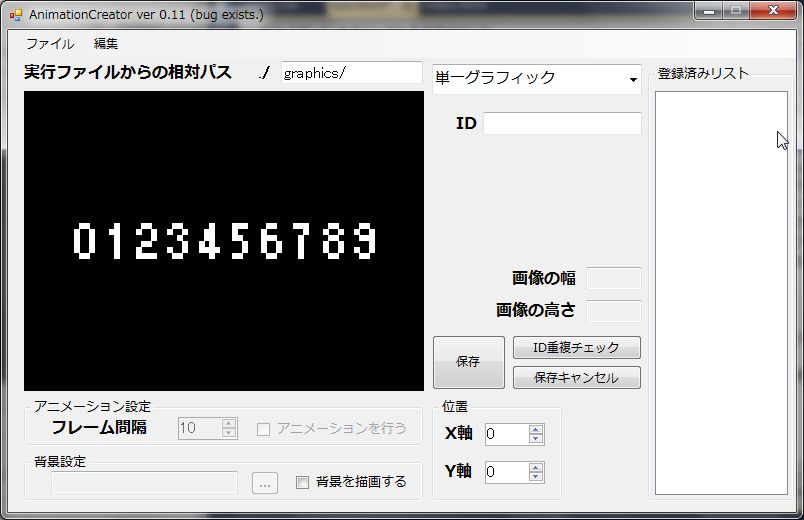 AnimationCreator ver 0.11 (bug exists.)
ファイル 編集
実行ファイルからの相対パス ./ graphics/
単一グラフィック
登録済みリスト
ID
0123456789
画像の幅
画像の高さ
保存
ID重複チェック
保存キャンセル
アニメーション設定
フレーム間隔 10 アニメーションを行う
位置
X軸 0
Y軸 0
背景設定
... 背景を描画する